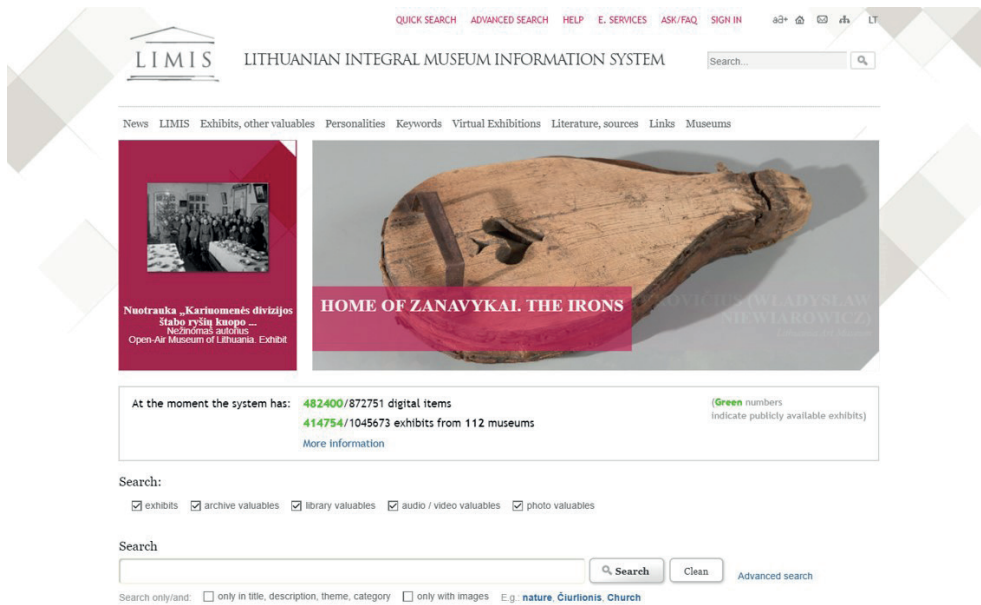 QUICK SEARCH ADVANCED SEARCH HELP E. SERVICES ASK/FAQ SIGN IN aa+ LT
LIMIS
LITHUANIAN INTEGRAL MUSEUM INFORMATION SYSTEM
Search...
News LIMIS Exhibits, other valuables Personalities Keywords Virtual Exhibitions Literature, sources Links Museums
Nuotrauka „Kariuomenės divizijos
štabo ryšių kuopo ...
Nežinomas autorius
Open-Air Museum of Lithuania. Exhibit
HOME OF ZANAVYKAI. THE IRONS
(WLADYSLAW
NIEWIAROWICZ)
At the moment the system has:
482400/872751 digital items
414754/1045673 exhibits from 112 museums
More information
(Green numbers
indicate publicly available exhibits)
Search:
exhibits archive valuables library valuables audio / video valuables photo valuables
Search
Search Clean Advanced search
Search only/and: only in title, description, theme, category only with images E.g.: nature, Čiurlionis, Church